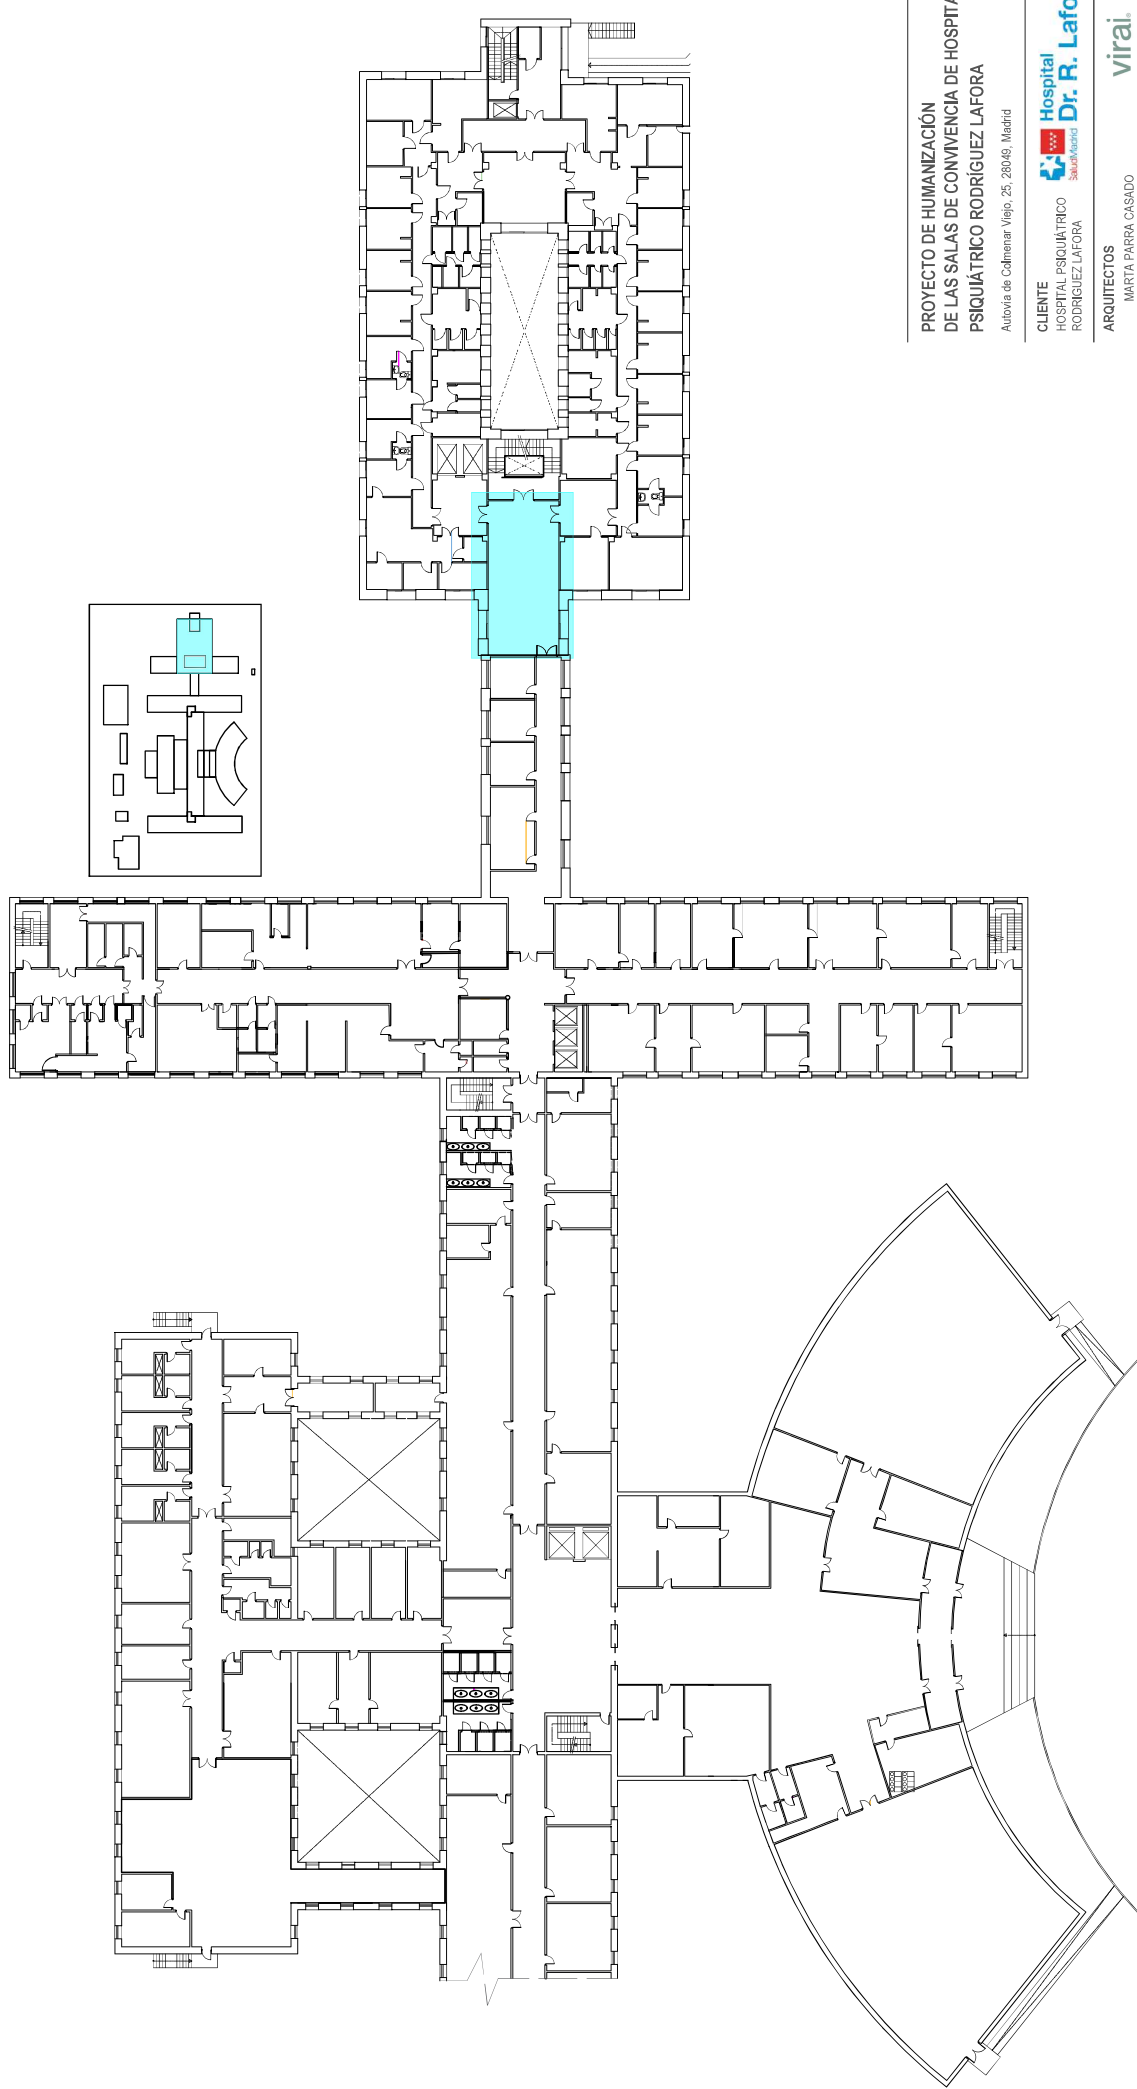 PROYECTO DE HUMANIZACIÓN
DE LAS SALAS DE CONVIVENCIA DE HOSPITA
PSIQUIÁTRICO RODRÍGUEZ LAFORA
Autovía de Colmenar Viejo, 25, 28049, Madrid
CLIENTE
HOSPITAL PSIQUIÁTRICO
RODRIGUEZ LAFORA
SaludMadrid
Hospital
Dr. R. Lafo
ARQUITECTOS
MARTA PARRA CASADO
virai.